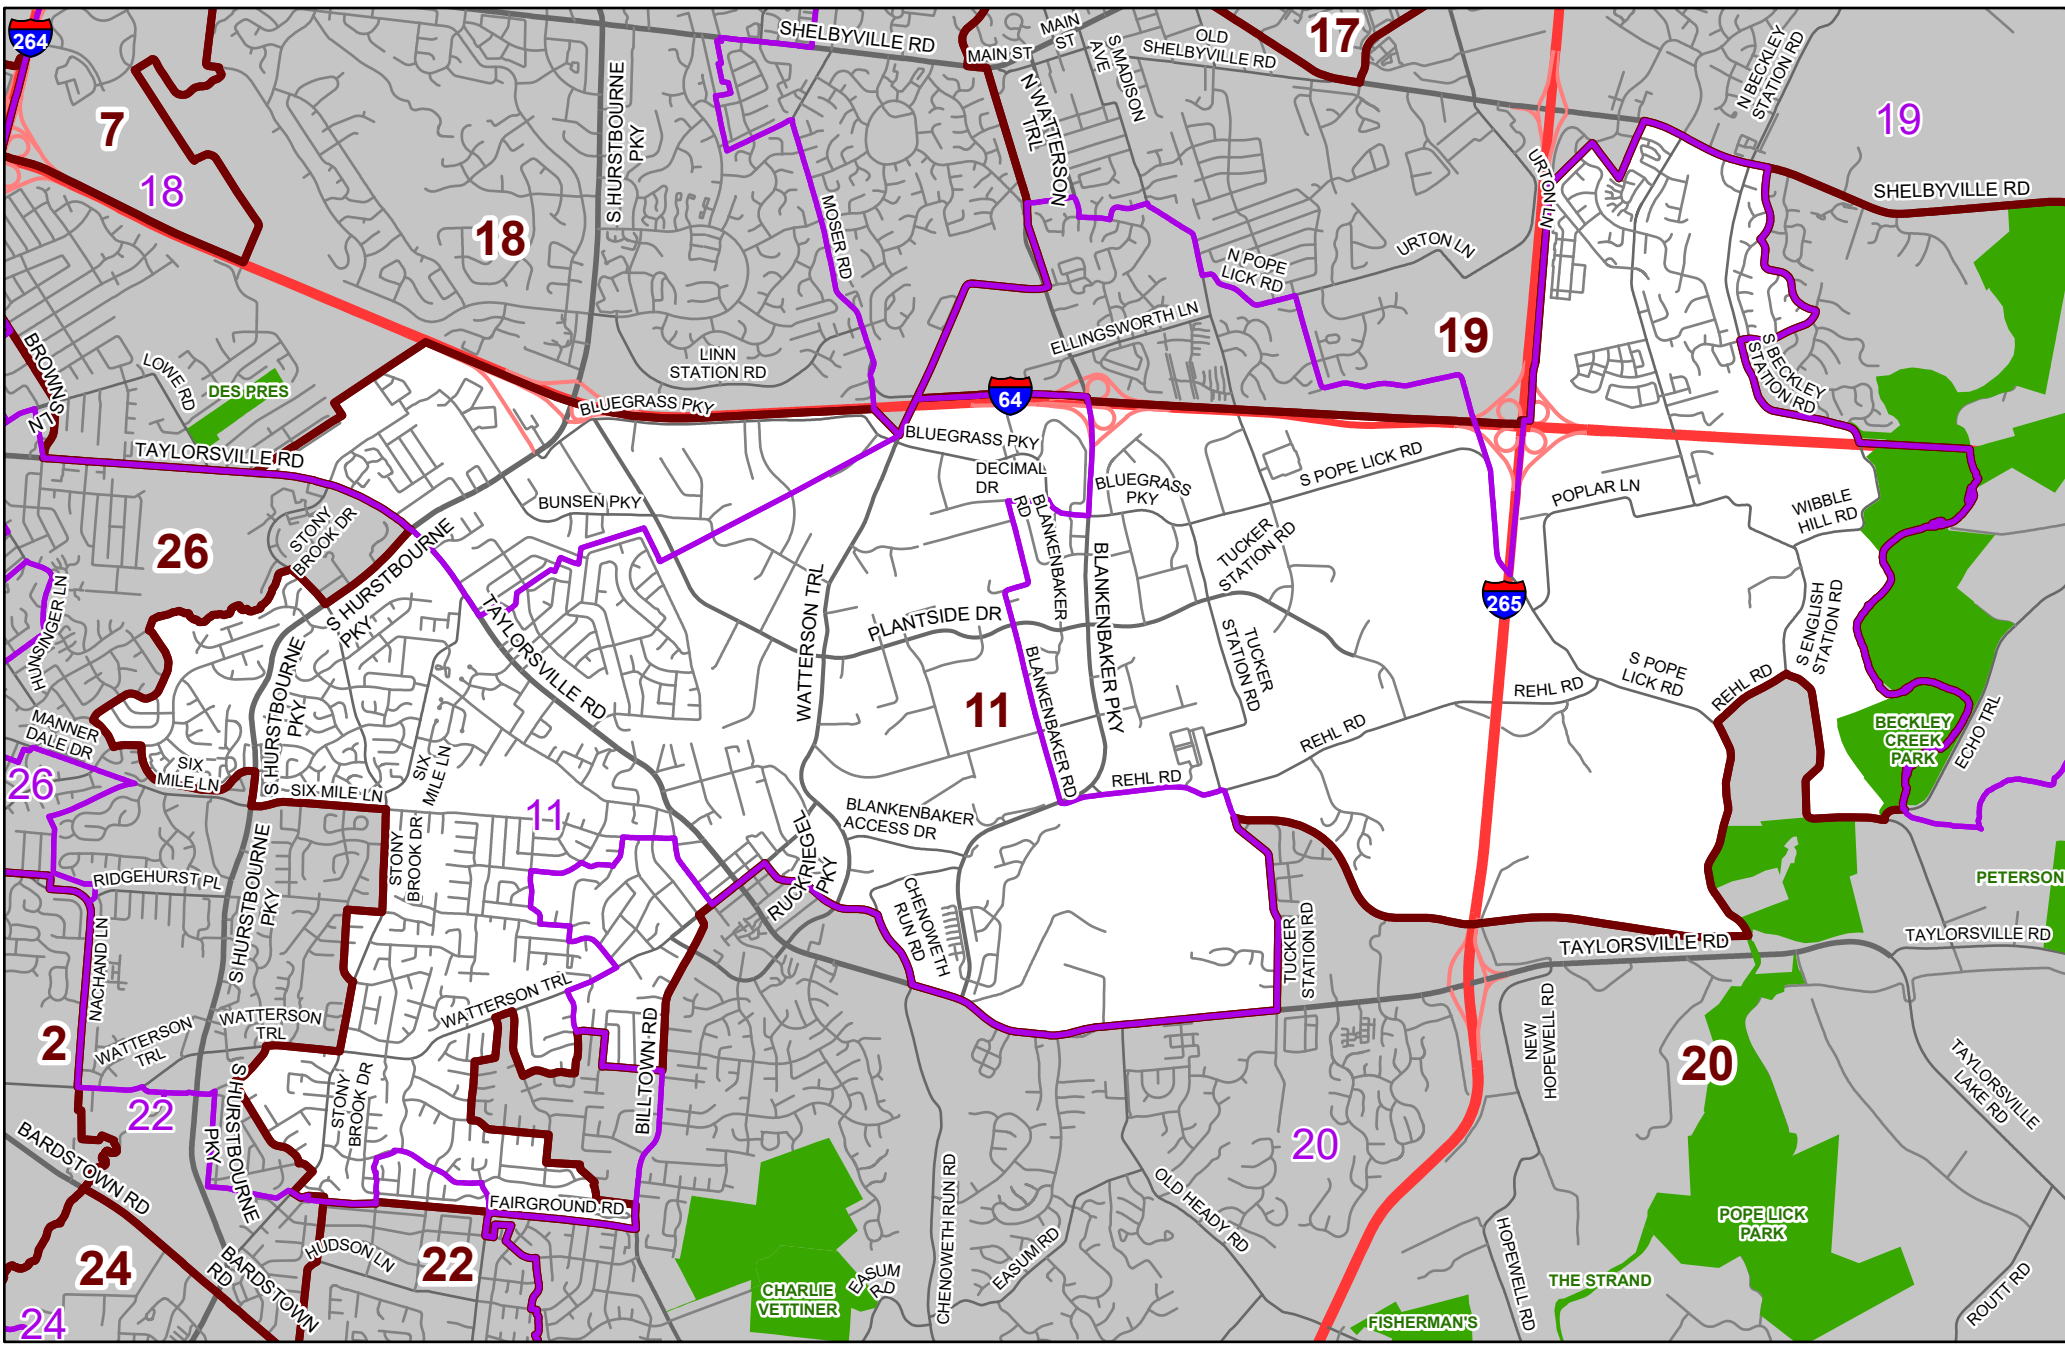 264
SHELBYVILLE RD
MAIN ST
MAIN
ST
S MADISON
AVE
OLD
SHELBYVILLE RD
17
N BECKLEY
STATION RD
19
7
18
S HURSTBOURNE
PKY
N WATTERSON
TRL
18
MOSER RD
URTON LN
SHELBYVILLE RD
N POPE
LICK RD
URTON LN
19
BROWNS
LN
LOWE RD
DES PRES
LINN
STATION RD
ELLINGSWORTH LN
S BECKLEY
STATION RD
64
BLUEGRASS PKY
BLUEGRASS PKY
TAYLORSVILLE RD
DECIMAL
DR
BLUEGRASS
PKY
S POPE LICK RD
POPLAR LN
WIBBLE
HILL RD
BUNSEN PKY
STONY
BROOK DR
26
S HURSTBOURNE
PKY
BLANKENBAKER
RD
BLANKENBAKER PKY
TUCKER
STATION RD
265
HUNSINGER LN
TAYLORSVILLE RD
WATTERSON TRL
PLANTSIDE DR
TUCKER
STATION RD
S ENGLISH
STATION RD
S HURSTBOURNE
PKY
BLANKENBAKER RD
11
REHL RD
S POPE
LICK RD
REHL RD
MANNER
DALE DR
SIX
MILE LN
SIX MILE LN
SIX
MILE LN
26
REHL RD
REHL RD
BECKLEY
CREEK
PARK
ECHO TRL
11
STONY
BROOK DR
BLANKENBAKER
ACCESS DR
RUCKRIEGEL
PKY
RIDGEHURST PL
S HURSTBOURNE
PKY
CHENOWETH
RUN RD
PETERSON
NACHAND LN
TUCKER
STATION RD
TAYLORSVILLE RD
TAYLORSVILLE RD
WATTERSON TRL
WATTERSON
TRL
WATTERSON
TRL
2
BILLTOWN RD
NEW
HOPEWELL RD
20
TAYLORSVILLE
LAKE RD
STONY
BROOK DR
S HURSTBOURNE
PKY
22
BARDSTOWN RD
20
OLD HEADY RD
FAIRGROUND RD
CHENOWETH RUN RD
POPE LICK
PARK
HUDSON LN
22
24
BARDSTOWN
RD
EASUM RD
EASUM
RD
CHARLIE
VETTINER
HOPEWELL RD
THE STRAND
ROUTT RD
FISHERMAN'S
24